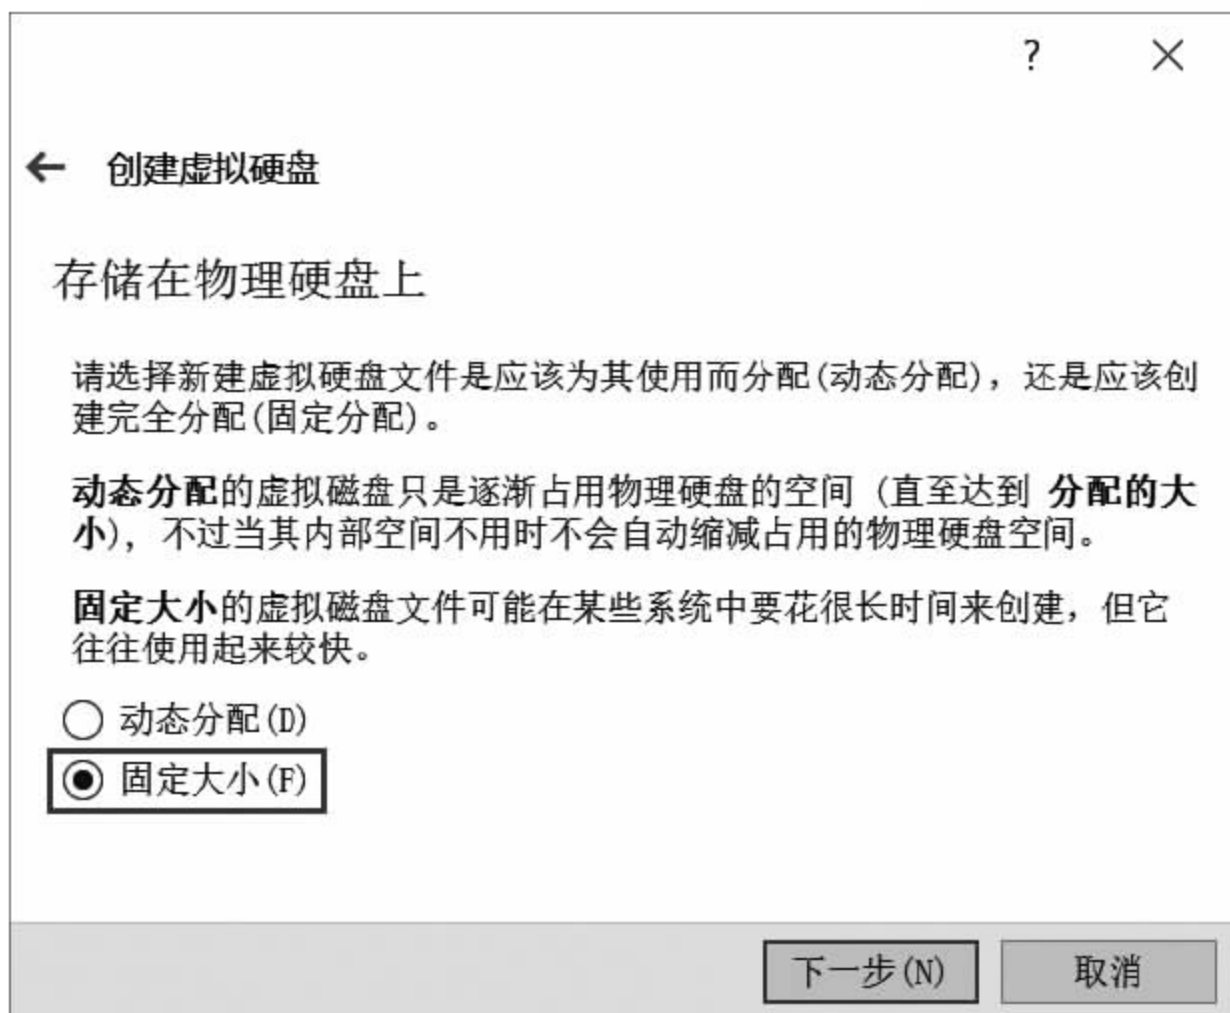 ?
创建虚拟硬盘
存储在物理硬盘上
请选择新建虚拟硬盘文件是应该为其使用而分配(动态分配)，还是应该创
建完全分配(固定分配)。
动态分配的虚拟磁盘只是逐渐占用物理硬盘的空间（直至达到 分配的大
小)，不过当其内部空间不用时不会自动缩减占用的物理硬盘空间。
固定大小的虚拟磁盘文件可能在某些系统中要花很长时间来创建，但它
往往使用起来较快。
动态分配(D)
固定大小(F)
下一步(N) 取消